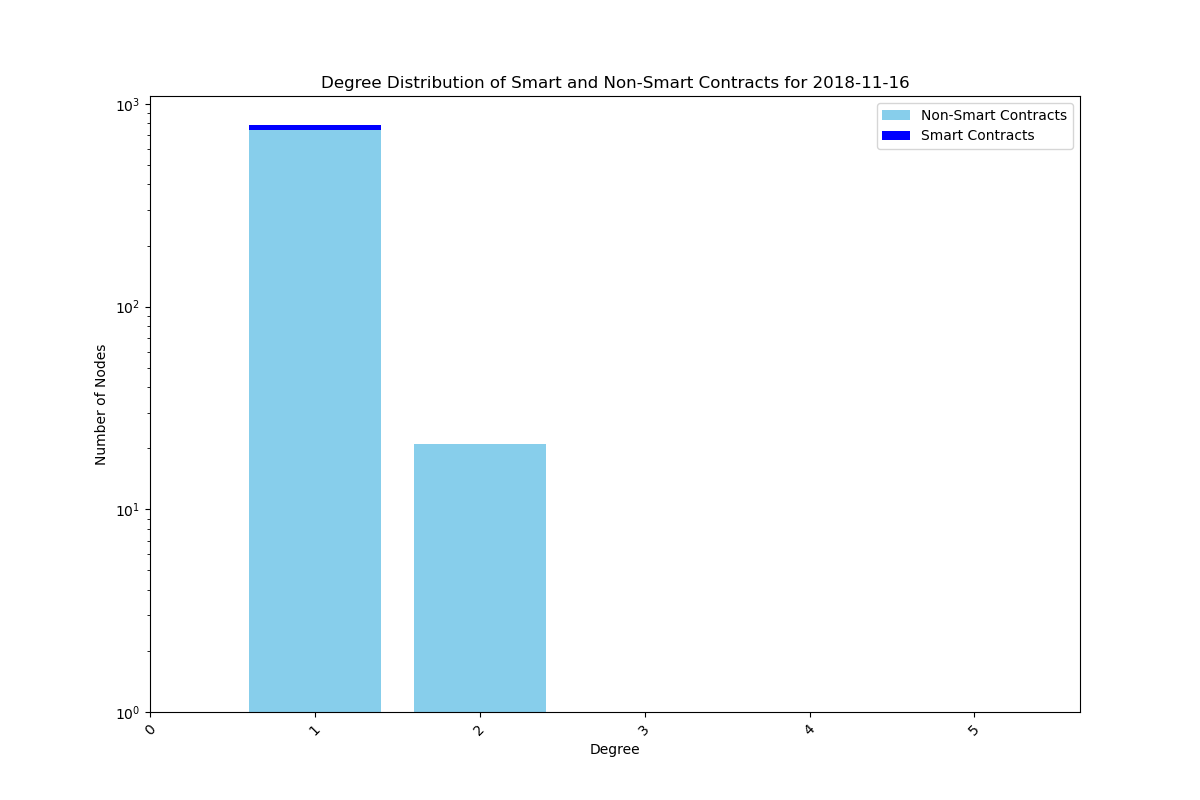 Degree Distribution of Smart and Non-Smart Contracts for 2018-11-16
Non-Smart Contracts
Smart Contracts
Number of Nodes
10³
10²
10¹
10⁰
0
1
2
3
4
5
Degree